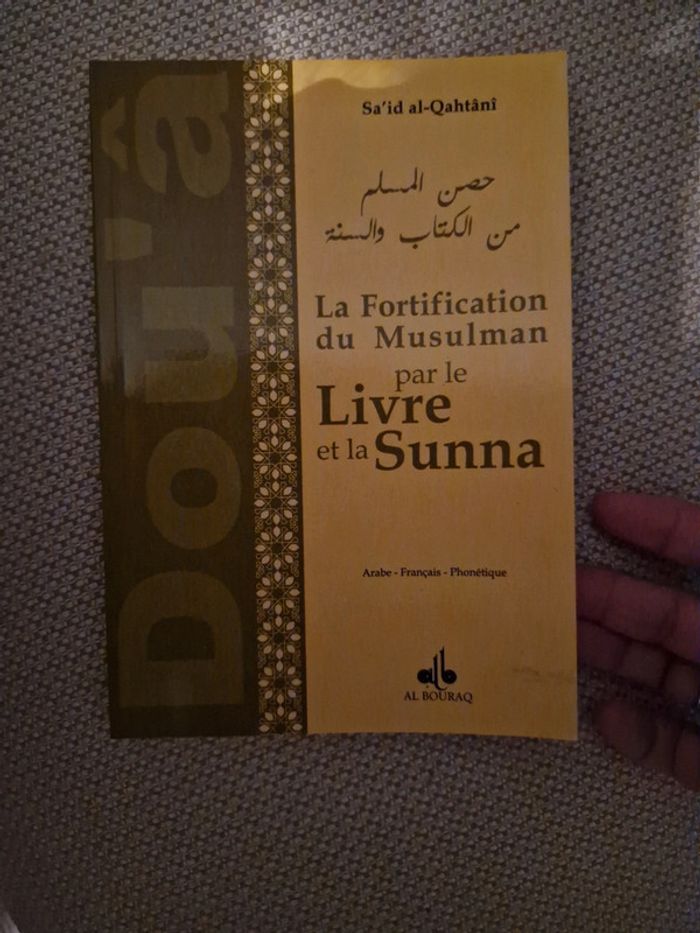 Dou'â
Sa'id al-Qahtânî
حصن المسلم
من الكتاب والسنة
La Fortification
du Musulman
par le
Livre
et la Sunna
Arabe - Français - Phonétique
alb
AL BOURAQ